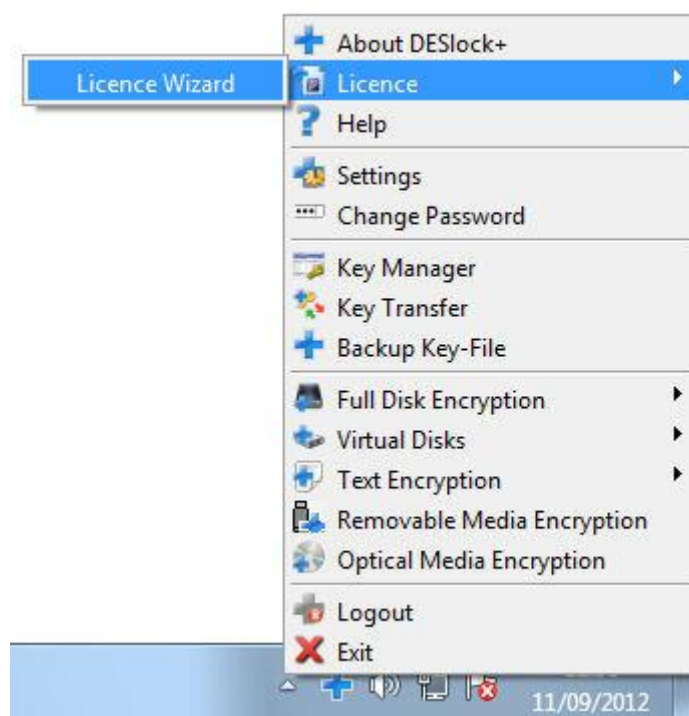 About DESlock+
Licence Wizard
Licence
Help
Settings
Change Password
Key Manager
Key Transfer
Backup Key-File
Full Disk Encryption
Virtual Disks
Text Encryption
Removable Media Encryption
Optical Media Encryption
Logout
Exit
11/09/2012